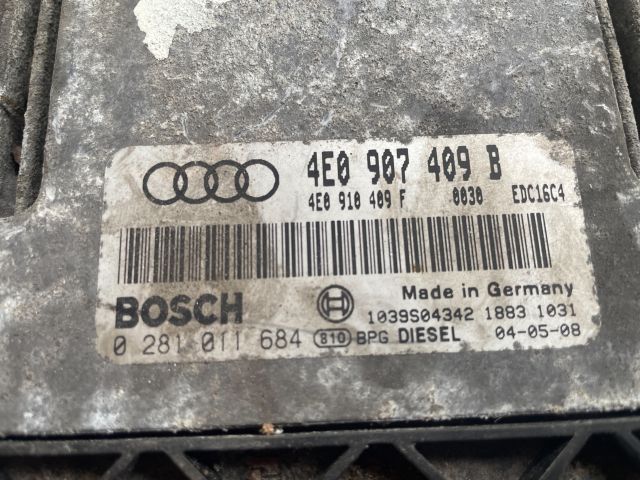 4E0 907 409 B
4E0 910 409 F 0030 EDC16C4
BOSCH Made in Germany
1039S04342 1883 1031
0 281 011 684 810 BPG DIESEL 04-05-08